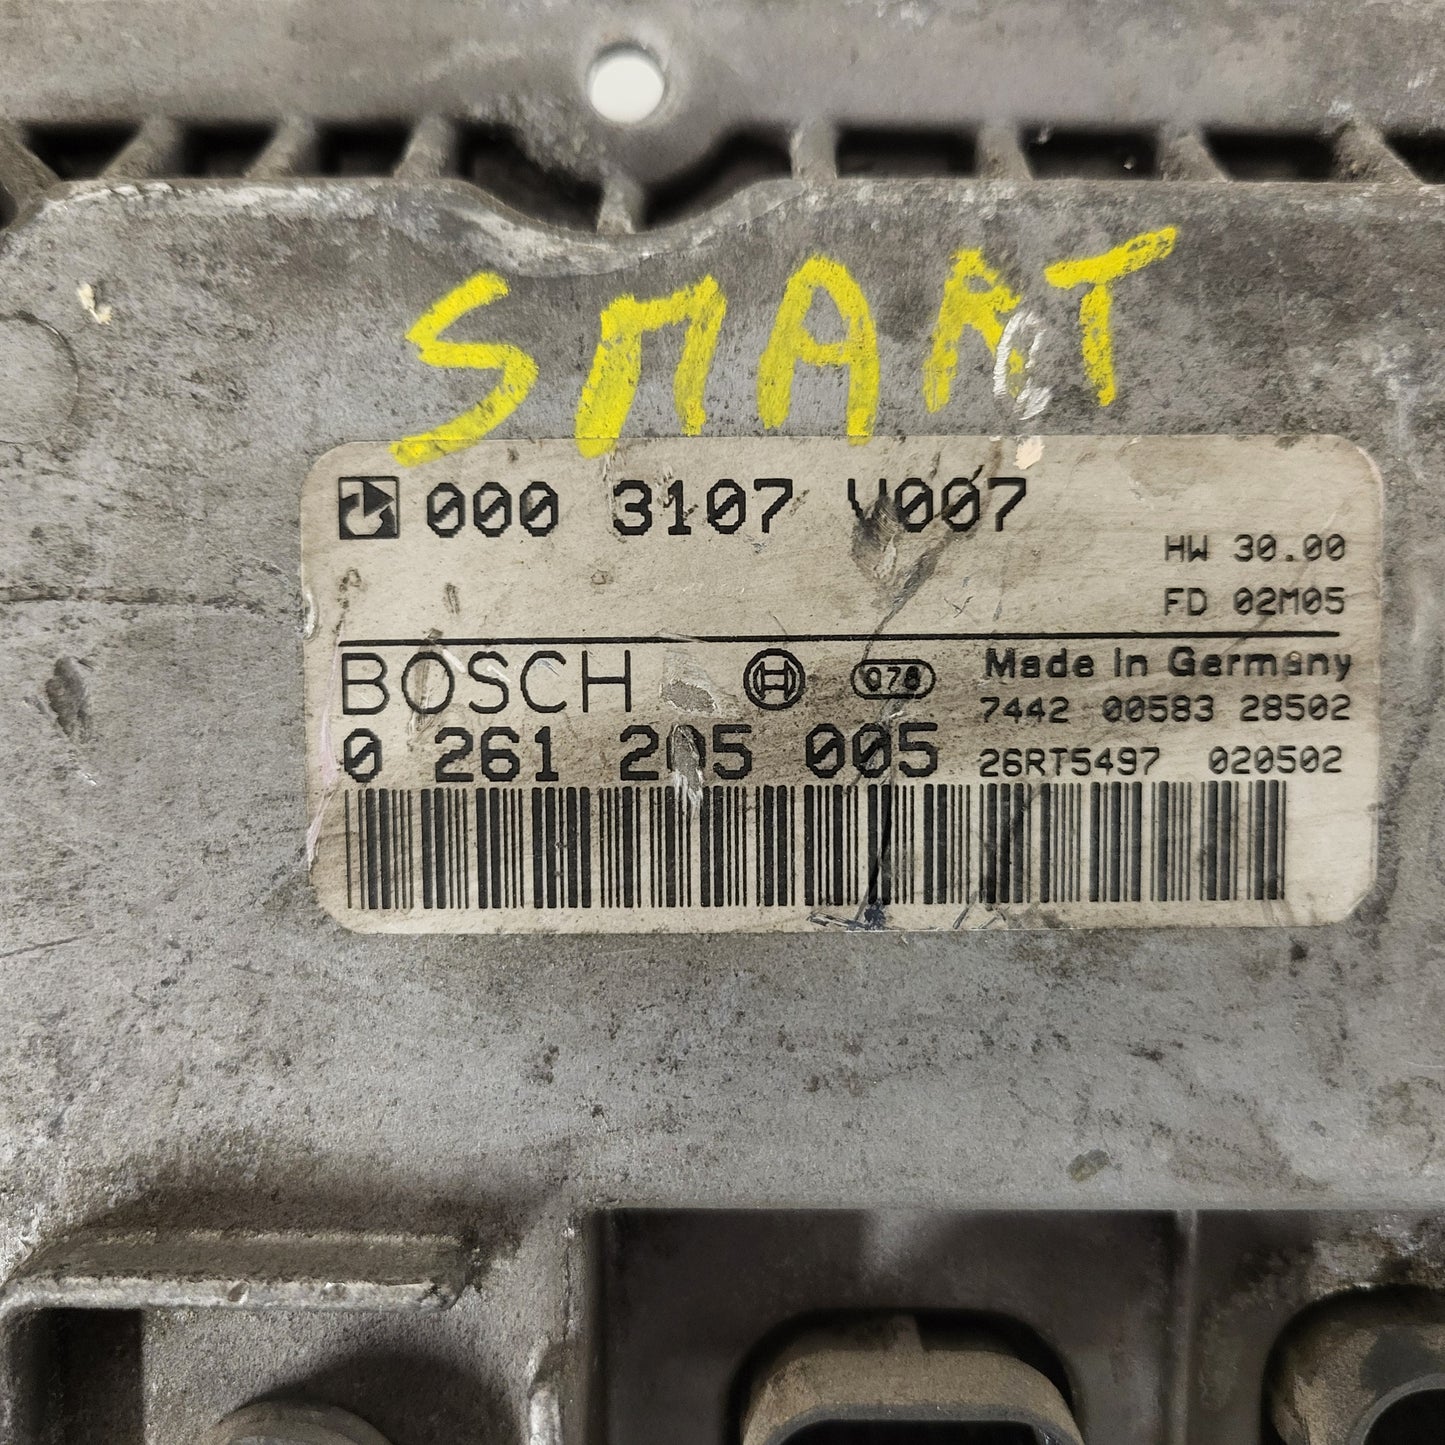 SMART
000 3107 V007
HW 30.00
FD 02M05
BOSCH
078
Made in Germany
7442 00583 28502
0 261 205 005
26RT5497 020502